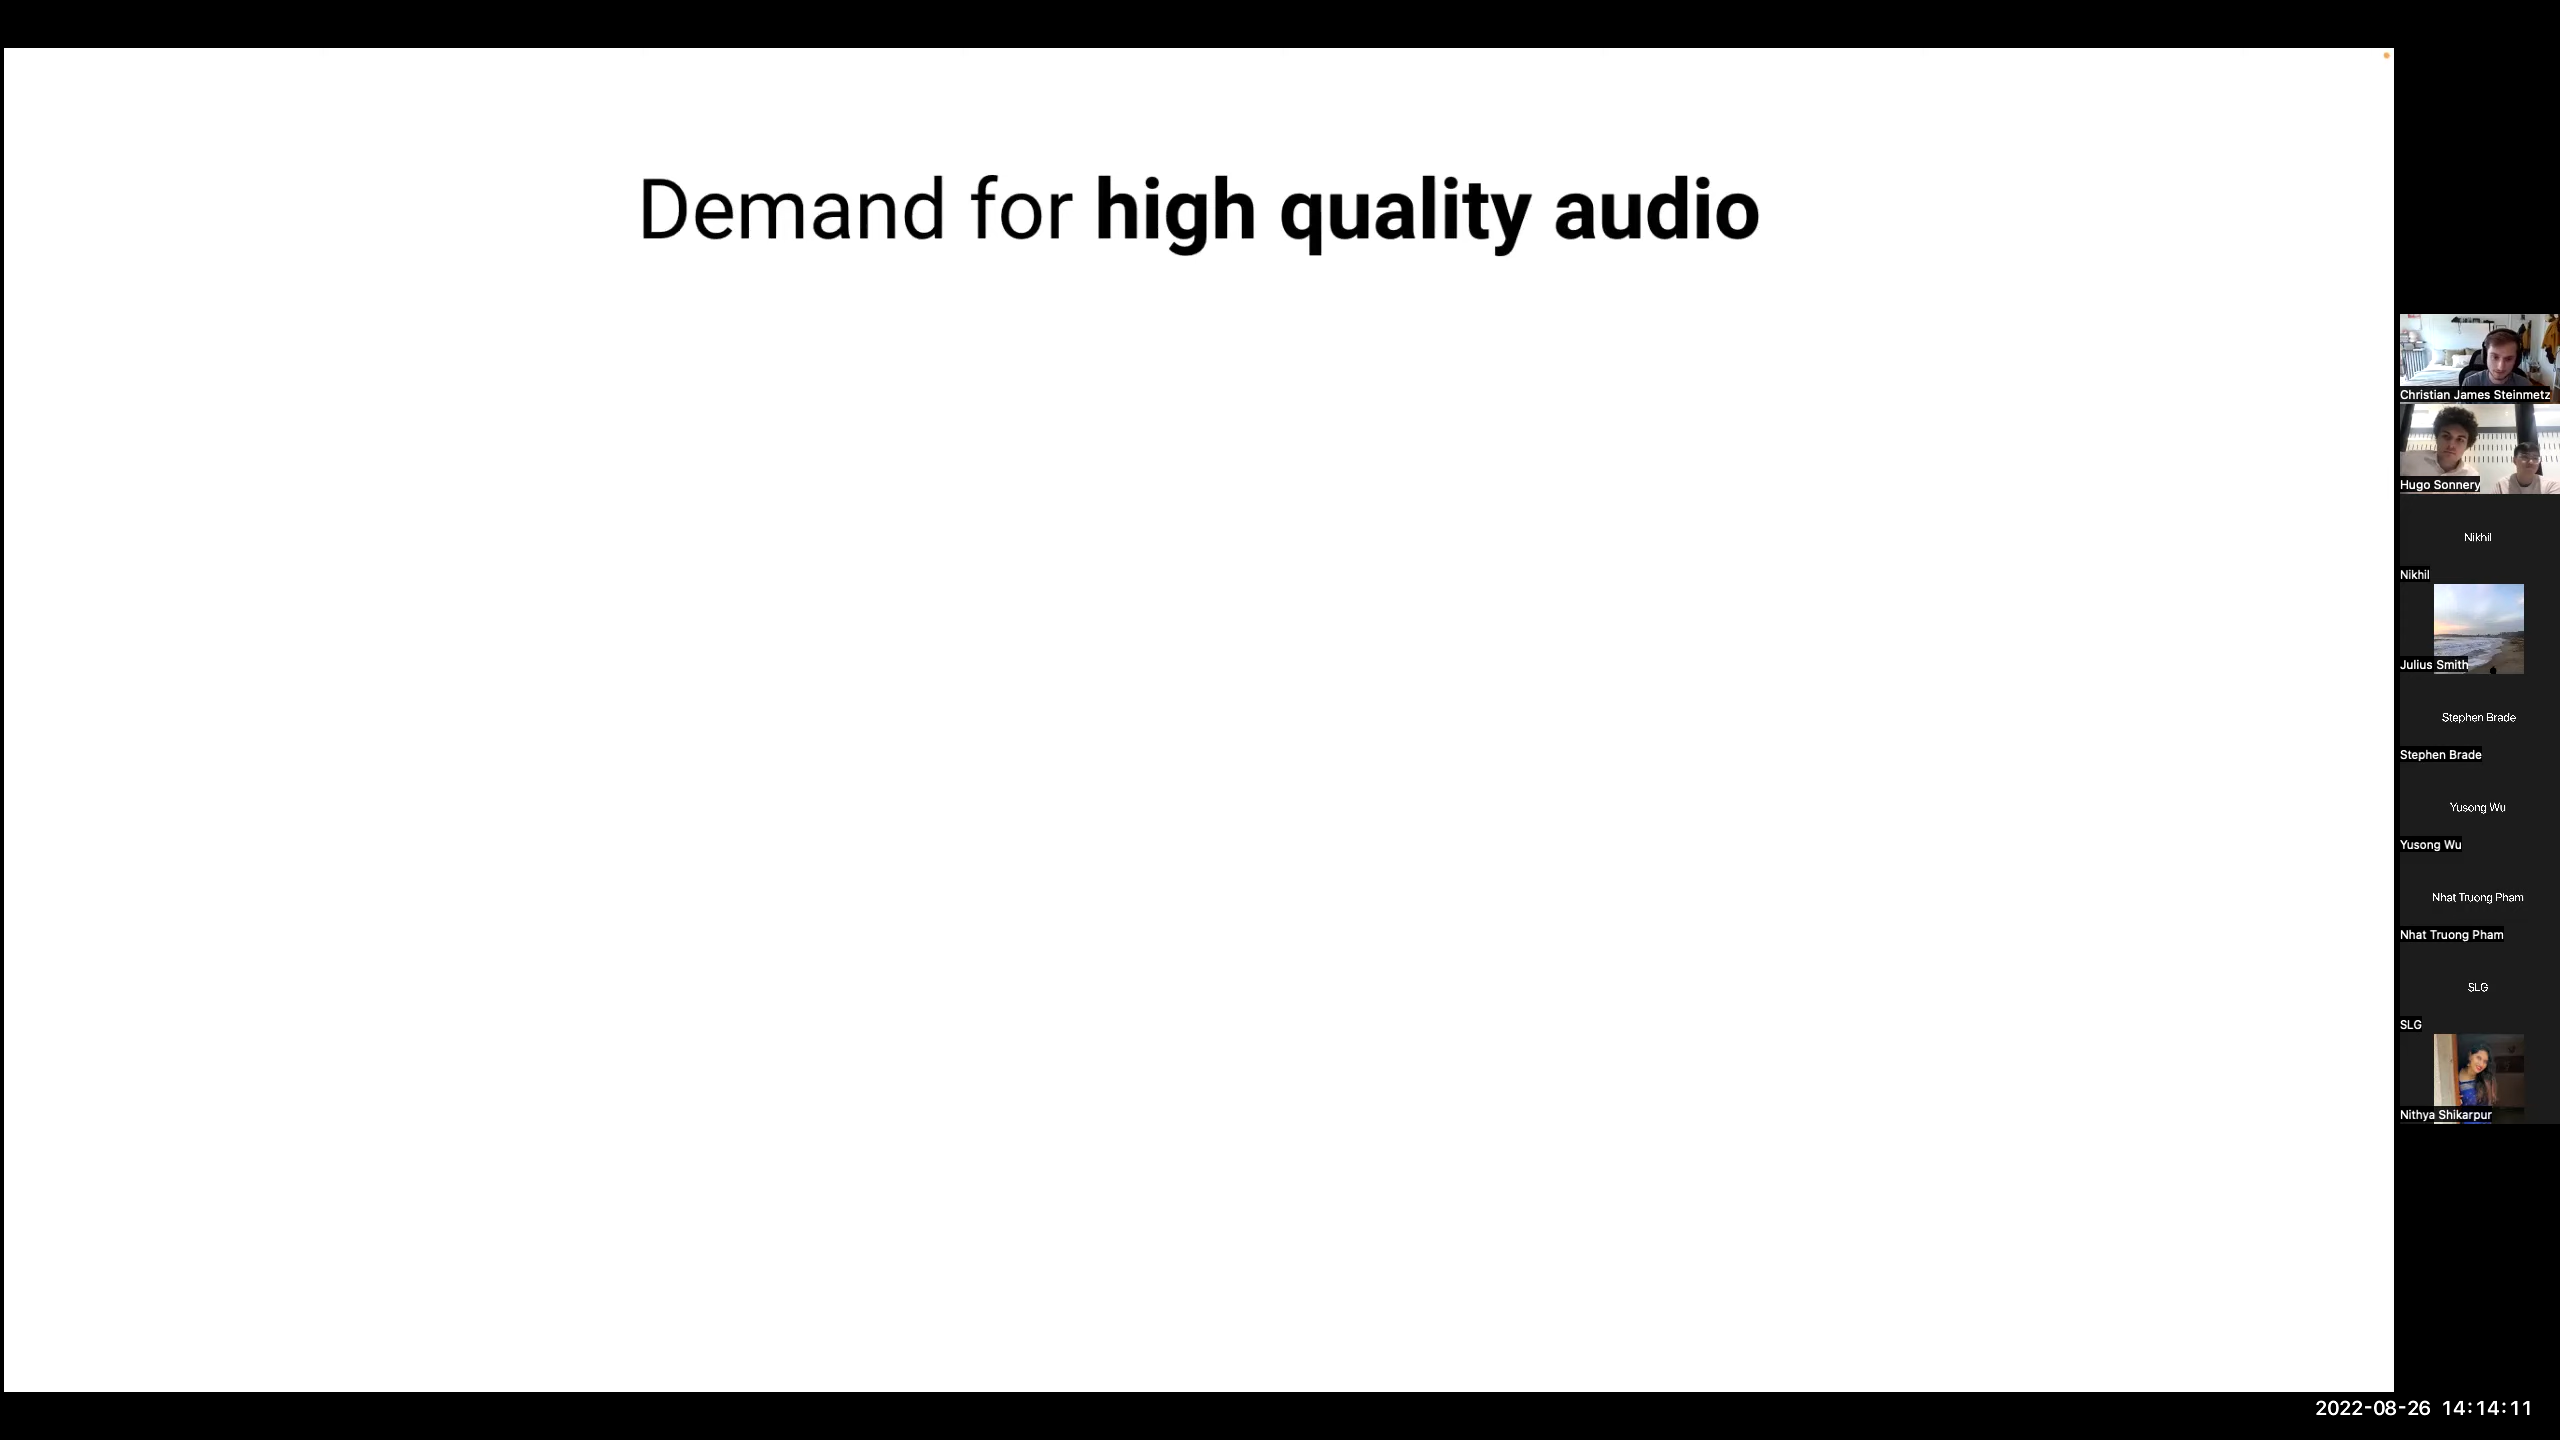 Demand for high quality audio
Christian James Steinmetz
Hugo Sonnery
Nikhil
Nikhil
Julius Smith
Stephen Brade
Stephen Brade
Yusong Wu
Yusong Wu
Nhat Truong Pham
Nhat Truong Pham
SLG
SLG
Nithya Shikarpur
2022-08-26 14:14:11